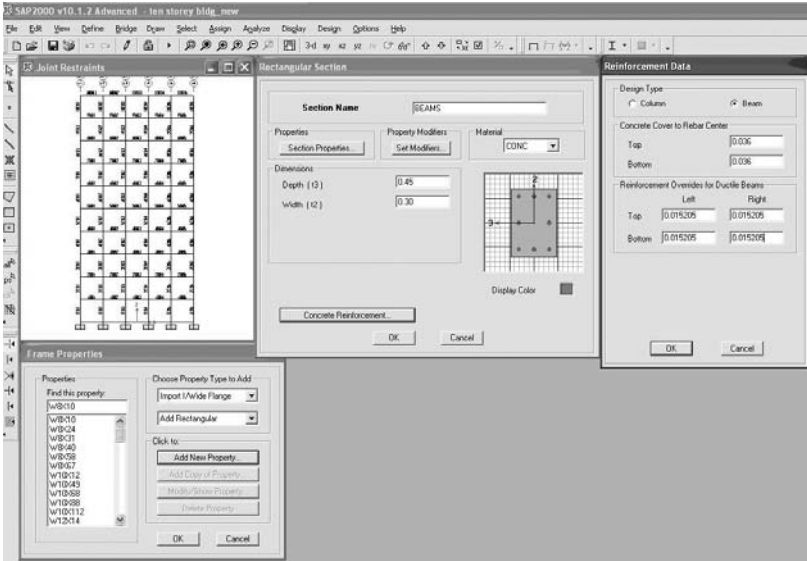 SAP2000 v10.1.2 Advanced - ten storey bldg_new
File Edit View Define Bridge Draw Select Assign Analyze Display Design Options Help
3-d xy xz yz
Joint Restraints
Rectangular Section
Section Name BEAMS
Properties
Section Properties...
Property Modifiers
Set Modifiers...
Material
CONC
Dimensions
Depth ( t3 ) 0.45
Width ( t2 ) 0.30
2
3
Display Color
Concrete Reinforcement...
OK Cancel
Reinforcement Data
Design Type
Column Beam
Concrete Cover to Rebar Center
Top 0.036
Bottom 0.036
Reinforcement Overrides for Ductile Beams
Left Right
Top 0.015205 0.015205
Bottom 0.015205 0.015205
OK Cancel
Frame Properties
Properties
Find this property:
W8X10
W8X10
W8X24
W8X31
W8X40
W8X58
W8X67
W10X12
W10X49
W10X68
W10X88
W10X112
W12X14
Choose Property Type to Add
Import I/Wide Flange
Add Rectangular
Click to:
Add New Property...
Add Copy of Property...
Modify/Show Property...
Delete Property
OK Cancel